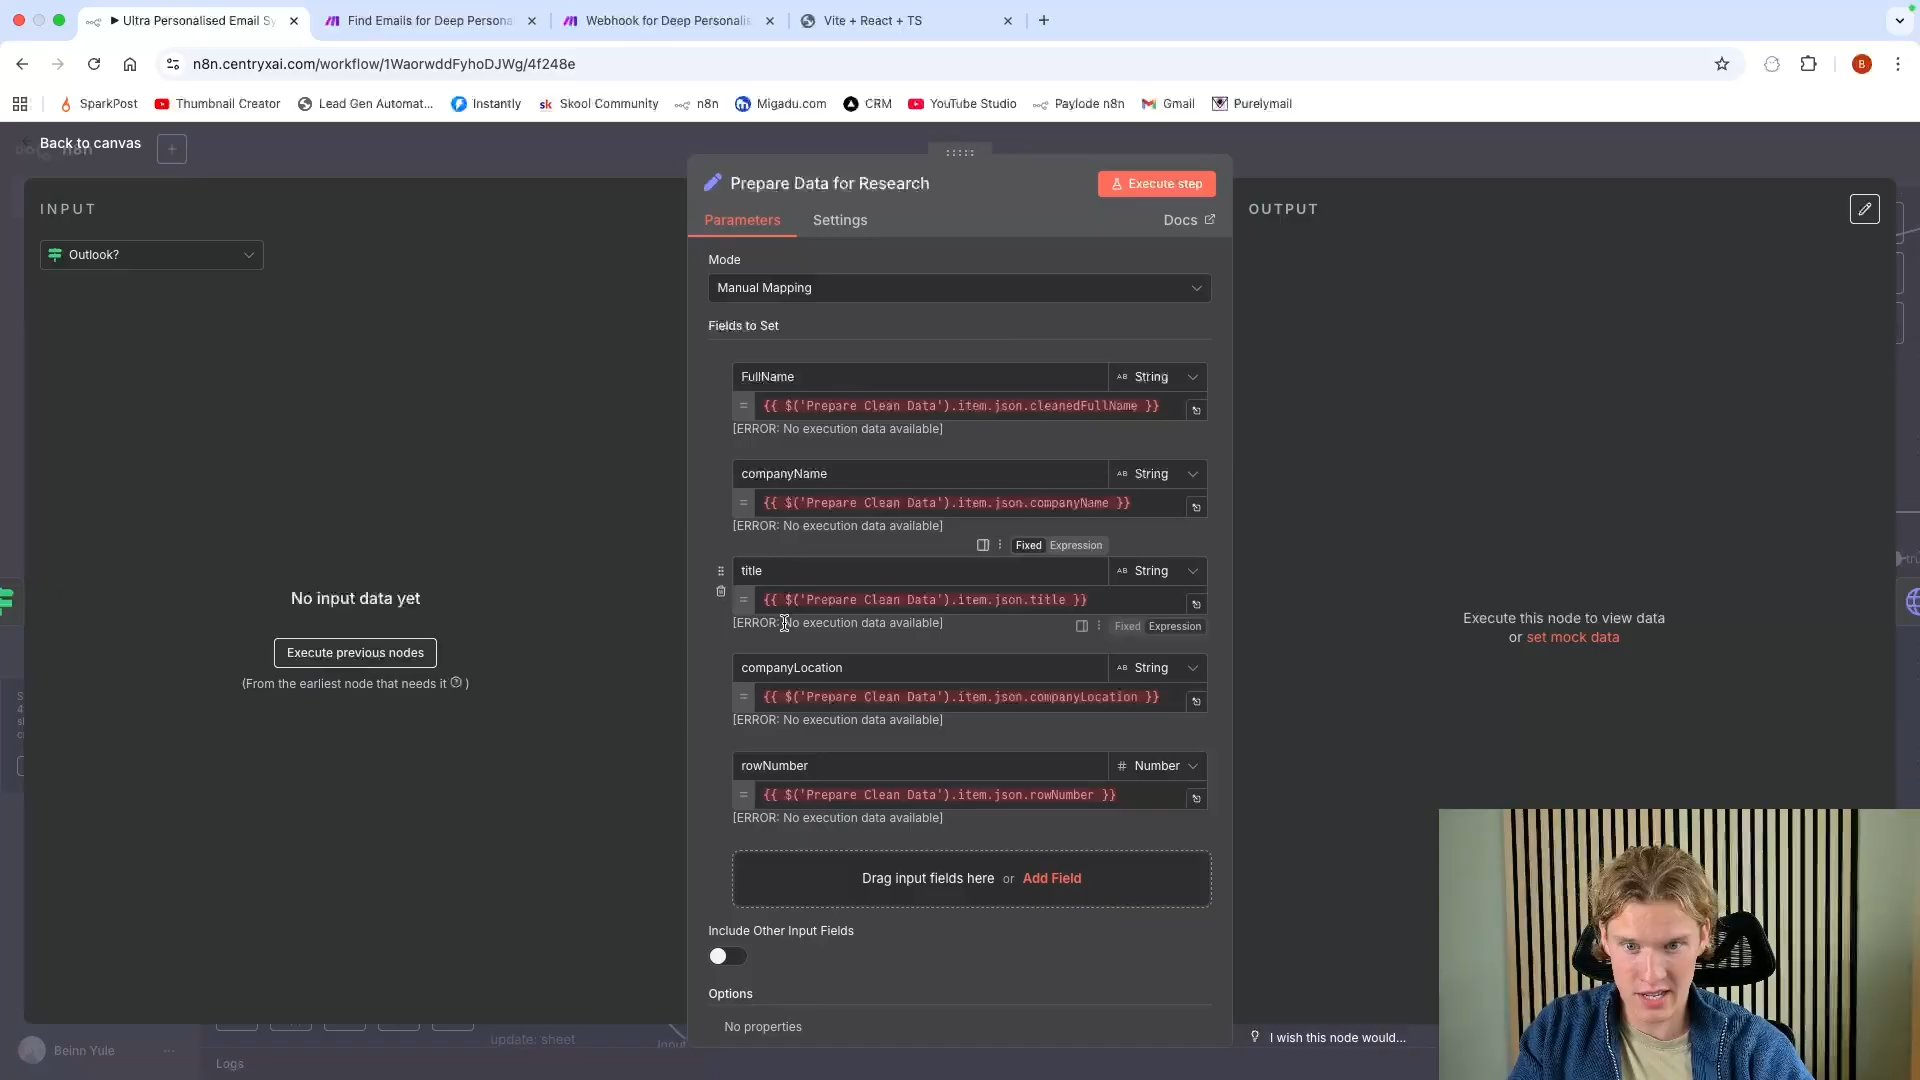 Ultra Personalised Email Sy
Find Emails for Deep Persona
Webhook for Deep Personalis
Vite + React + TS
n8n.centryxai.com/workflow/1WaorwddFyhoDJWg/4f248e
B
SparkPost
Thumbnail Creator
Lead Gen Automat...
Instantly
sk Skool Community
n8n
Migadu.com
CRM
YouTube Studio
Paylode n8n
Gmail
Purelymail
Back to canvas
INPUT
Outlook?
No input data yet
Execute previous nodes
(From the earliest node that needs it ? )
Prepare Data for Research
Execute step
Parameters
Settings
Docs
Mode
Manual Mapping
Fields to Set
FullName
AB String
= {{ $('Prepare Clean Data').item.json.cleanedFullName }}
[ERROR: No execution data available]
companyName
AB String
= {{ $('Prepare Clean Data').item.json.companyName }}
[ERROR: No execution data available]
Fixed Expression
title
AB String
= {{ $('Prepare Clean Data').item.json.title }}
[ERROR: No execution data available]
Fixed Expression
companyLocation
AB String
= {{ $('Prepare Clean Data').item.json.companyLocation }}
[ERROR: No execution data available]
rowNumber
# Number
= {{ $('Prepare Clean Data').item.json.rowNumber }}
[ERROR: No execution data available]
Drag input fields here or Add Field
Include Other Input Fields
Options
No properties
OUTPUT
Execute this node to view data
or set mock data
I wish this node would...
Beinn Yule
update: sheet
Logs